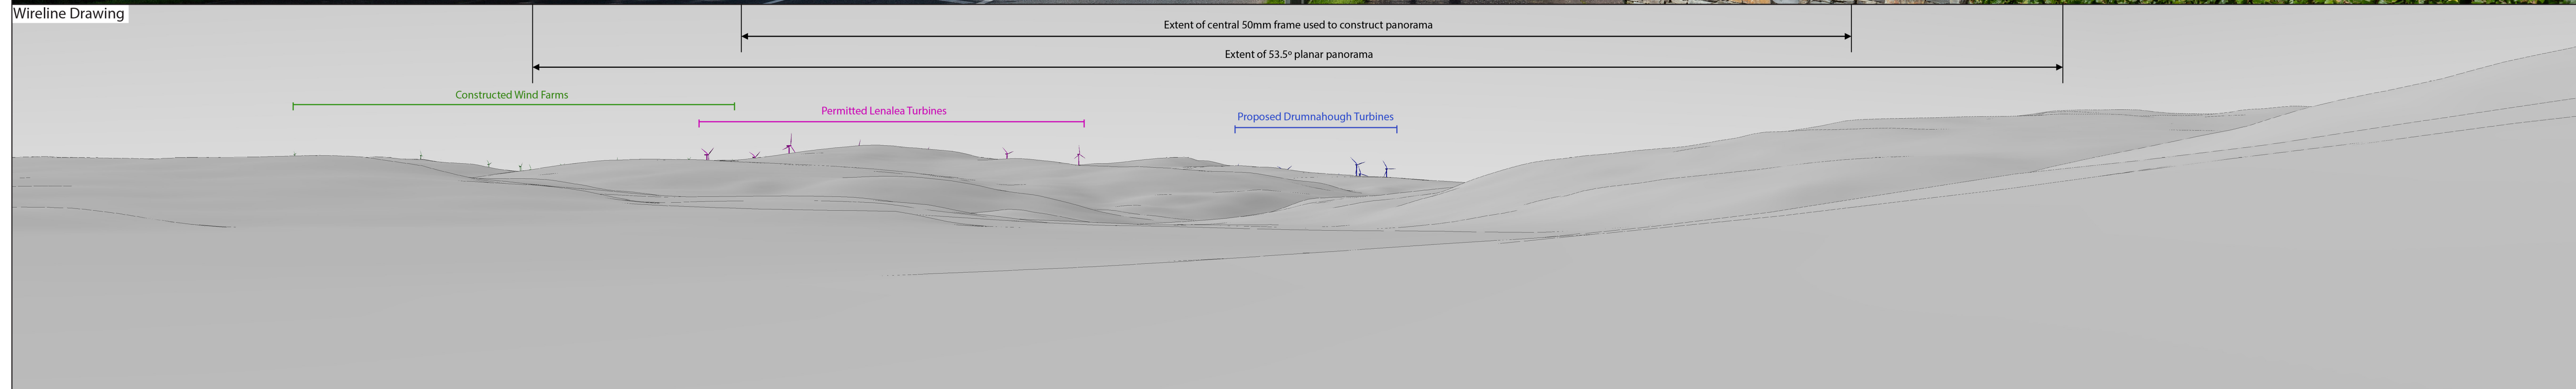 Wireline Drawing
Extent of central 50mm frame used to construct panorama
Extent of 53.5º planar panorama
Constructed Wind Farms
Permitted Lenalea Turbines
Proposed Drumnahough Turbines